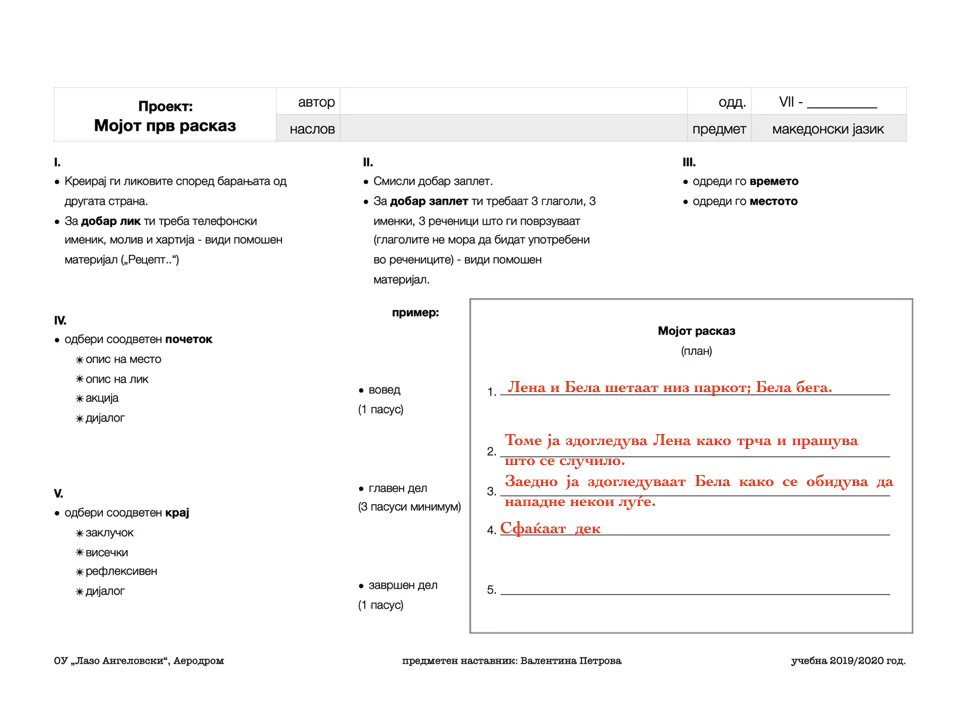 Проект:
Мојот прв расказ
автор
одд.
VII - __________
наслов
предмет
македонски јазик
I.
• Креирај ги ликовите според барањата од
другата страна.
• За добар лик ти треба телефонски
именик, молив и хартија - види помошен
материјал („Рецепт..“)
II.
• Смисли добар заплет.
• За добар заплет ти требаат 3 глаголи, 3
именки, 3 реченици што ги поврзуваат
(глаголите не мора да бидат употребени
во речениците) - види помошен
материјал.
III.
• одреди го времето
• одреди го местото
IV.
• одбери соодветен почеток
✴ опис на место
✴ опис на лик
✴ акција
✴ дијалог
V.
• одбери соодветен крај
✴ заклучок
✴ висечки
✴ рефлексивен
✴ дијалог
пример:
• вовед
(1 пасус)
• главен дел
(3 пасуси минимум)
• завршен дел
(1 пасус)
Мојот расказ
(план)
1. Лена и Бела шетаат низ паркот; Бела бега.
2. Томе ја здогледува Лена како трча и прашува
што се случило.
3. Заедно ја здогледуваат Бела како се обидува да
нападне некои луѓе.
4. Сфаќаат дек
5.
ОУ „Лазо Ангеловски“, Аеродром
предметен наставник: Валентина Петрова
учебна 2019/2020 год.